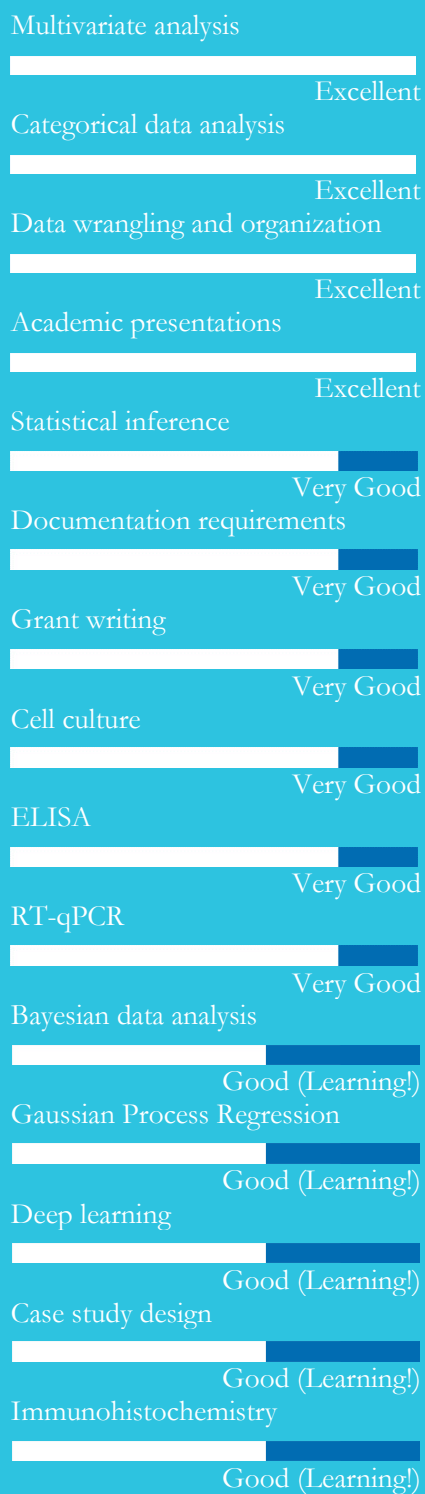 Multivariate analysis
Excellent
Categorical data analysis
Excellent
Data wrangling and organization
Excellent
Academic presentations
Excellent
Statistical inference
Very Good
Documentation requirements
Very Good
Grant writing
Very Good
Cell culture
Very Good
ELISA
Very Good
RT-qPCR
Very Good
Bayesian data analysis
Good (Learning!)
Gaussian Process Regression
Good (Learning!)
Deep learning
Good (Learning!)
Case study design
Good (Learning!)
Immunohistochemistry
Good (Learning!)